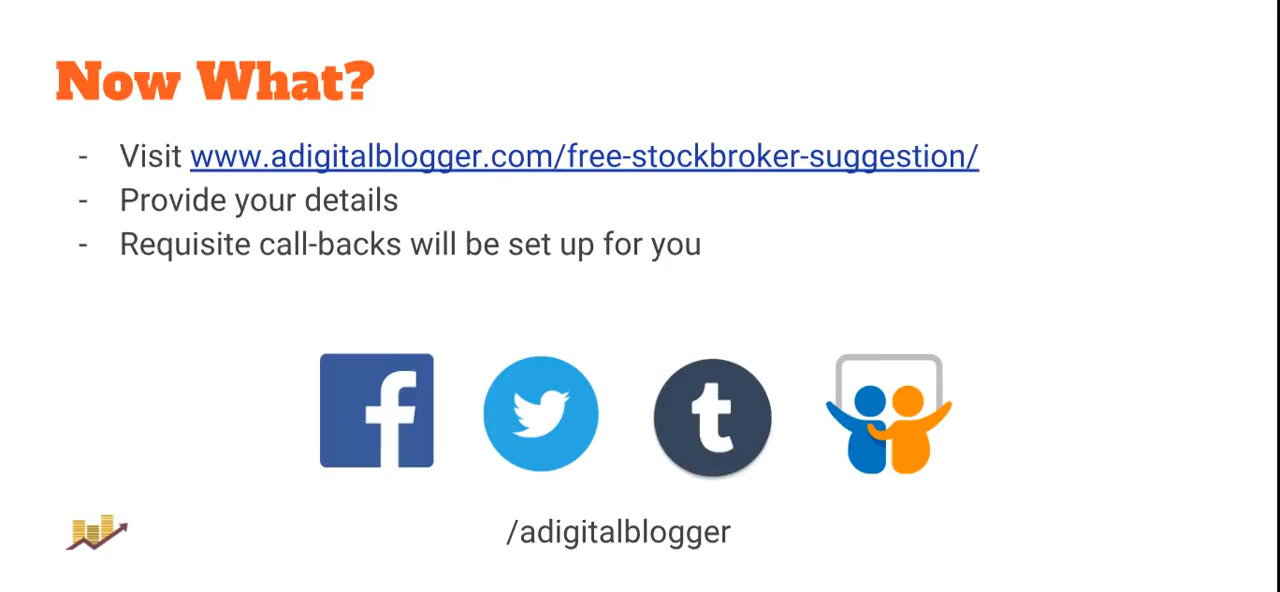 Now What?
- Visit www.adigitalblogger.com/free-stockbroker-suggestion/
- Provide your details
- Requisite call-backs will be set up for you
f
t
/adigitalblogger